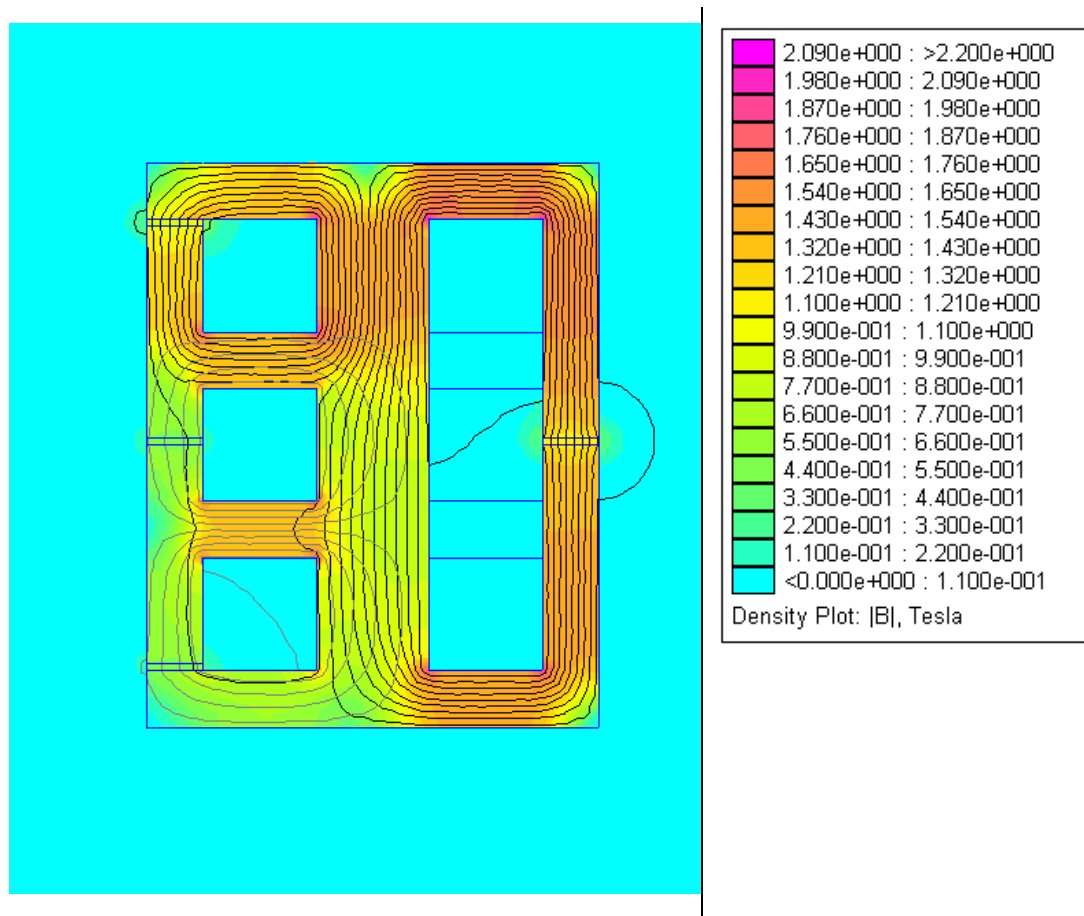 2.090e+000 : >2.200e+000
1.980e+000 : 2.090e+000
1.870e+000 : 1.980e+000
1.760e+000 : 1.870e+000
1.650e+000 : 1.760e+000
1.540e+000 : 1.650e+000
1.430e+000 : 1.540e+000
1.320e+000 : 1.430e+000
1.210e+000 : 1.320e+000
1.100e+000 : 1.210e+000
9.900e-001 : 1.100e+000
8.800e-001 : 9.900e-001
7.700e-001 : 8.800e-001
6.600e-001 : 7.700e-001
5.500e-001 : 6.600e-001
4.400e-001 : 5.500e-001
3.300e-001 : 4.400e-001
2.200e-001 : 3.300e-001
1.100e-001 : 2.200e-001
<0.000e+000 : 1.100e-001
Density Plot: |B|, Tesla